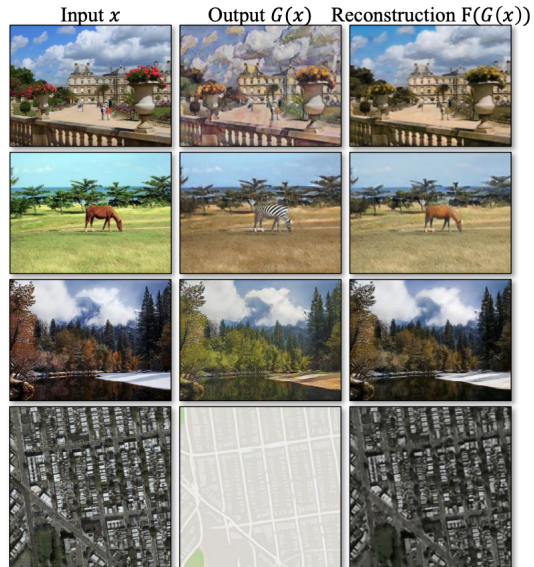 Input x Output G(x) Reconstruction F(G(x))